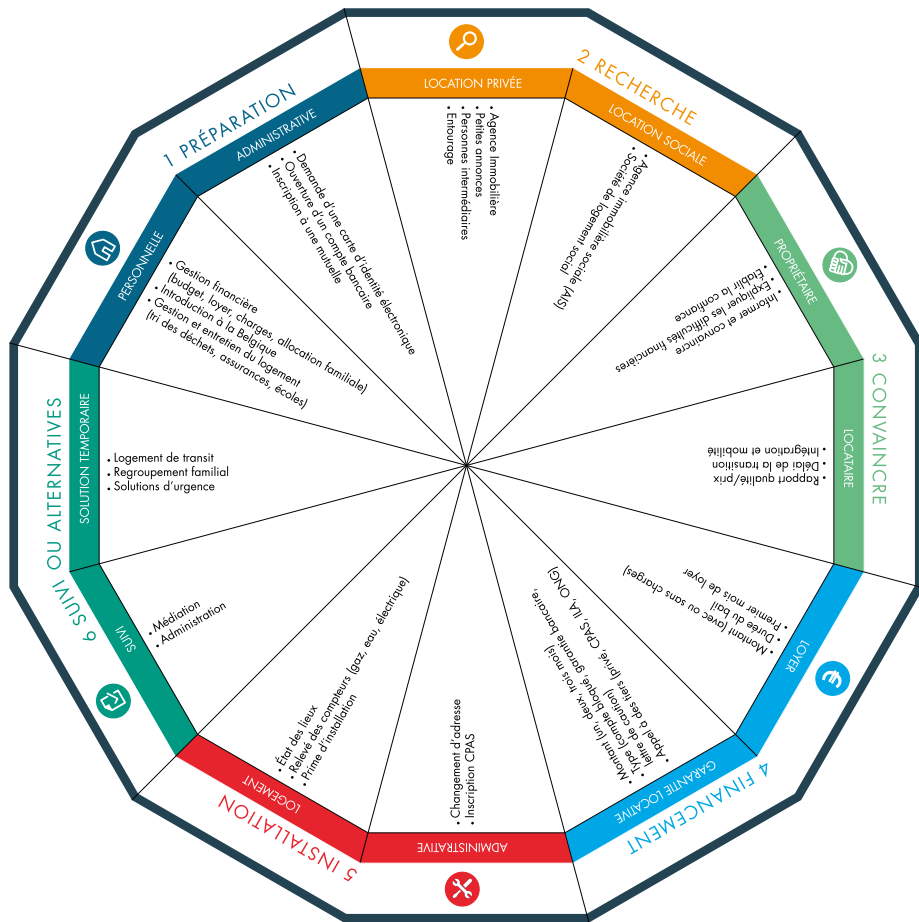 1 PRÉPARATION
PERSONNELLE
• Gestion financière
(budget, loyer, charges, allocation familiale)
• Introduction à la Belgique
• Gestion et entretien du logement
(tri des déchets, assurances, écoles)
ADMINISTRATIVE
• Demande d'une carte d'identité électronique
• Ouverture d'un compte bancaire
• Inscription à une mutuelle
2 RECHERCHE
LOCATION PRIVÉE
• Agence Immobilière
• Petites annonces
• Personnes intermédiaires
• Entourage
LOCATION SOCIALE
• Agence immobilière sociale (AIS)
• Société de logement social
3 CONVAINCRE
PROPRIÉTAIRE
• Informer et convaincre
• Expliquer les difficultés financières
• Établir la confiance
LOCATAIRE
• Intégration et mobilité
• Délai de la transition
• Rapport qualité/prix
4 FINANCEMENT
LOYER
• Montant (avec ou sans charges)
• Durée du bail
• Premier mois de loyer
GARANTIE LOCATIVE
• Montant (un, deux, trois mois)
• Type (compte bloqué, garantie bancaire,
lettre de caution)
• Appel à des tiers (privé, CPAS, ILA, ONG)
5 INSTALLATION
ADMINISTRATIVE
• Changement d'adresse
• Inscription CPAS
LOGEMENT
• État des lieux
• Relevé des compteurs (gaz, eau, électrique)
• Prime d'installation
6 SUIVI OU ALTERNATIVES
SUIVI
• Médiation
• Administration
SOLUTION TEMPORAIRE
• Logement de transit
• Regroupement familial
• Solutions d'urgence